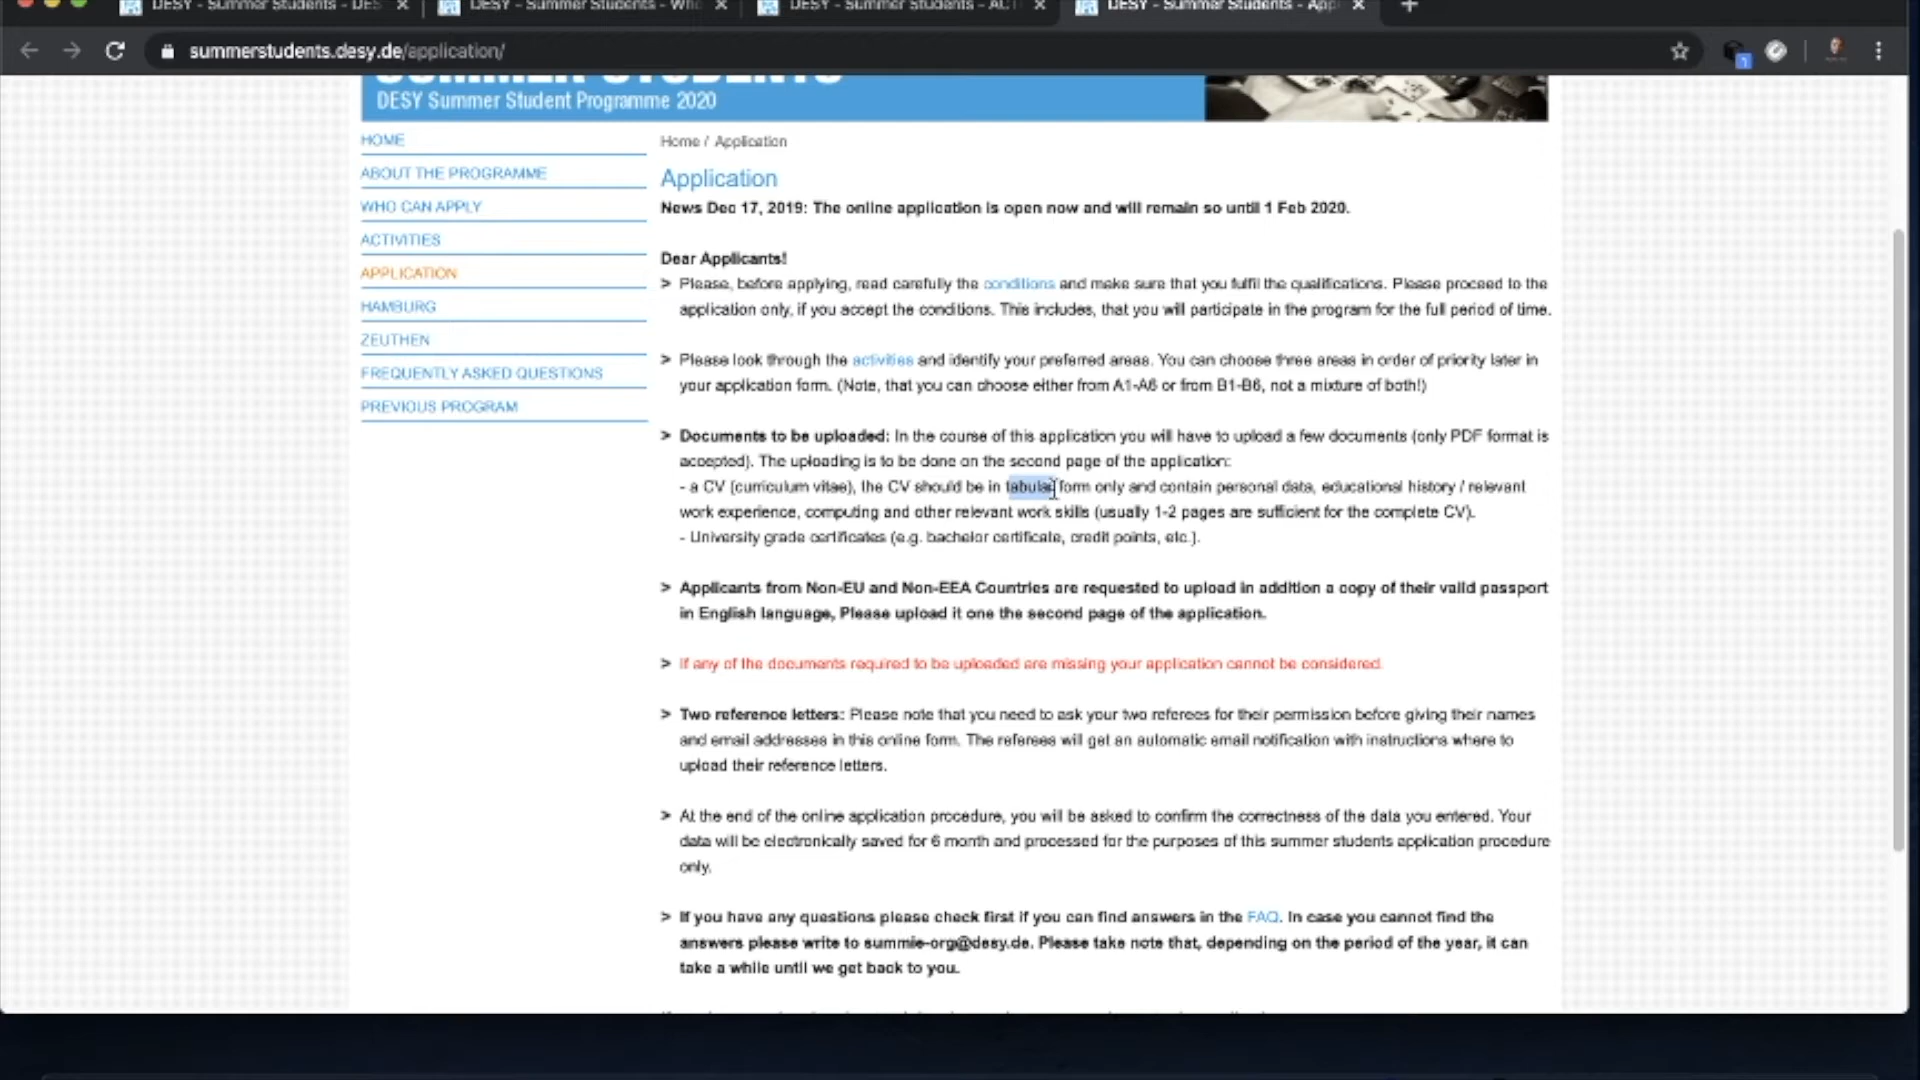 DESY - Summer Students - DES
DESY - Summer Students - Who
DESY - Summer Students - ACT
DESY - Summer Students - App
summerstudents.desy.de/application/
1
SUMMER STUDENTS
DESY Summer Student Programme 2020
HOME
ABOUT THE PROGRAMME
WHO CAN APPLY
ACTIVITIES
APPLICATION
HAMBURG
ZEUTHEN
FREQUENTLY ASKED QUESTIONS
PREVIOUS PROGRAM
Home / Application
Application
News Dec 17, 2019: The online application is open now and will remain so until 1 Feb 2020.
Dear Applicants!
> Please, before applying, read carefully the conditions and make sure that you fulfil the qualifications. Please proceed to the
application only, if you accept the conditions. This includes, that you will participate in the program for the full period of time.
> Please look through the activities and identify your preferred areas. You can choose three areas in order of priority later in
your application form. (Note, that you can choose either from A1-A6 or from B1-B6, not a mixture of both!)
> Documents to be uploaded: In the course of this application you will have to upload a few documents (only PDF format is
accepted). The uploading is to be done on the second page of the application:
- a CV (curriculum vitae), the CV should be in tabular form only and contain personal data, educational history / relevant
work experience, computing and other relevant work skills (usually 1-2 pages are sufficient for the complete CV).
- University grade certificates (e.g. bachelor certificate, credit points, etc.).
> Applicants from Non-EU and Non-EEA Countries are requested to upload in addition a copy of their valid passport
in English language, Please upload it one the second page of the application.
> If any of the documents required to be uploaded are missing your application cannot be considered.
> Two reference letters: Please note that you need to ask your two referees for their permission before giving their names
and email addresses in this online form. The referees will get an automatic email notification with instructions where to
upload their reference letters.
> At the end of the online application procedure, you will be asked to confirm the correctness of the data you entered. Your
data will be electronically saved for 6 month and processed for the purposes of this summer students application procedure
only.
> If you have any questions please check first if you can find answers in the FAQ. In case you cannot find the
answers please write to summie-org@desy.de. Please take note that, depending on the period of the year, it can
take a while until we get back to you.